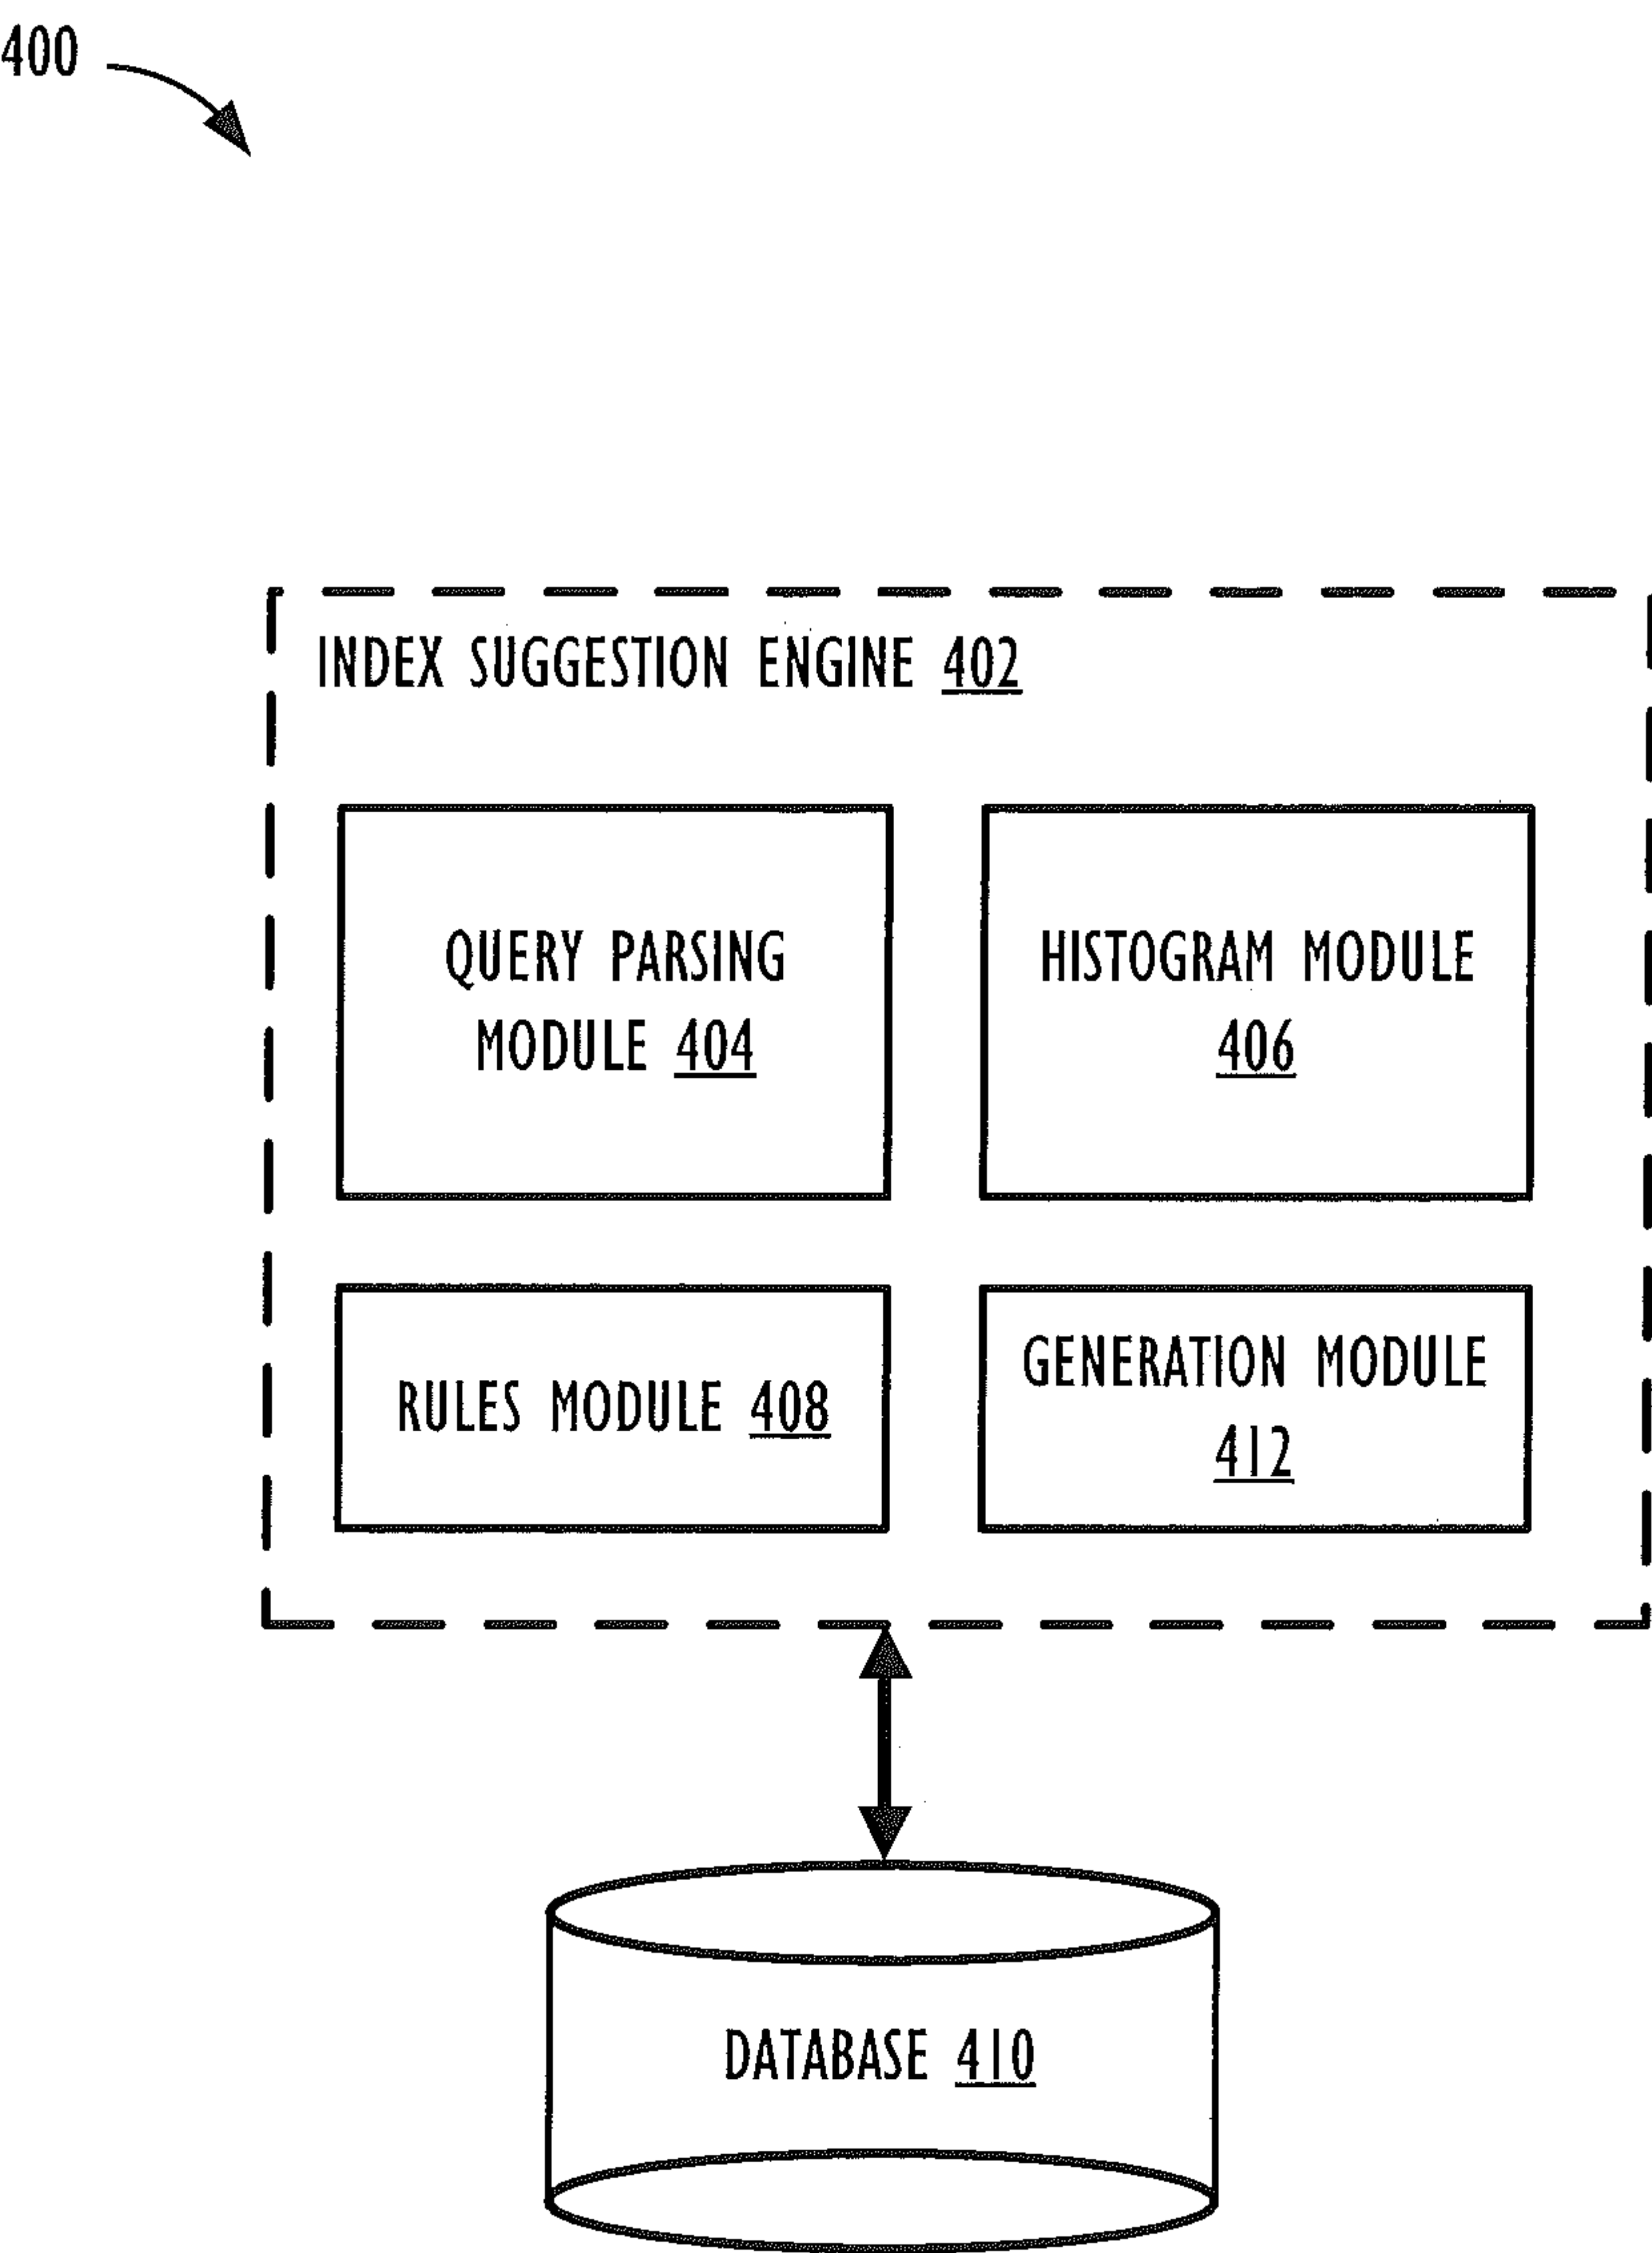 400
INDEX SUGGESTION ENGINE 402
QUERY PARSING
MODULE 404
HISTOGRAM MODULE
406
RULES MODULE 408
GENERATION MODULE
412
DATABASE 410